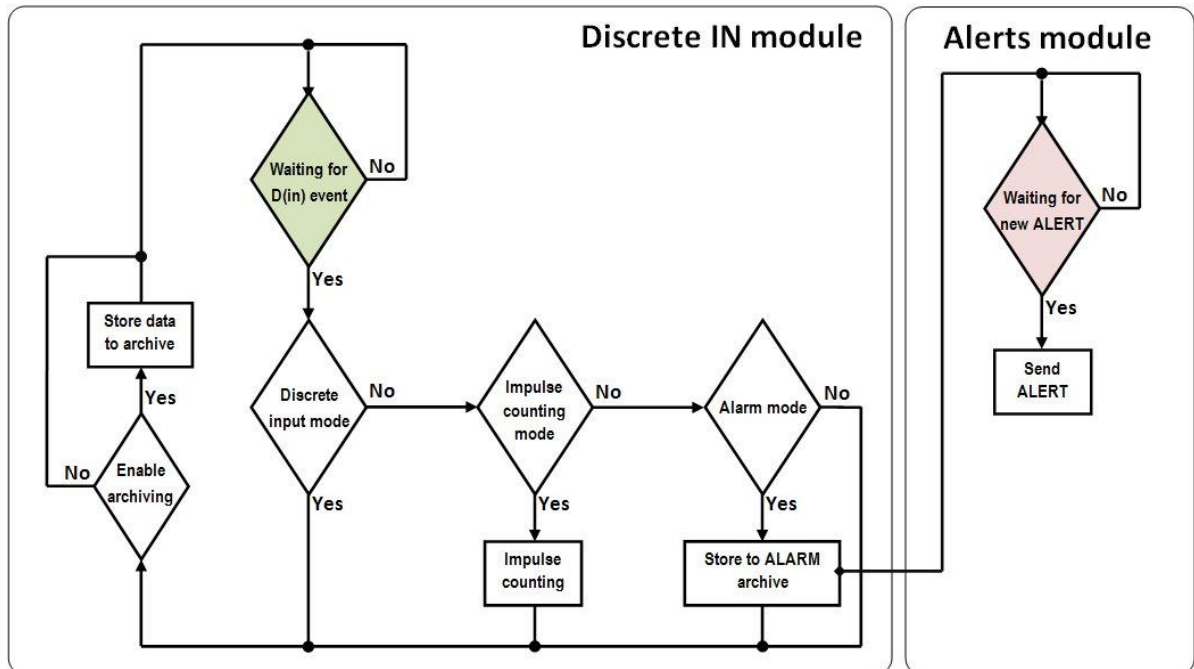 Discrete IN module
Alerts module
Waiting for
D(in) event
No
Yes
Waiting for
new ALERT
No
Yes
Send
ALERT
Store data
to archive
Yes
Enable
archiving
No
Discrete
input mode
No
Yes
Impulse
counting
mode
No
Yes
Impulse
counting
Alarm mode
No
Yes
Store to ALARM
archive